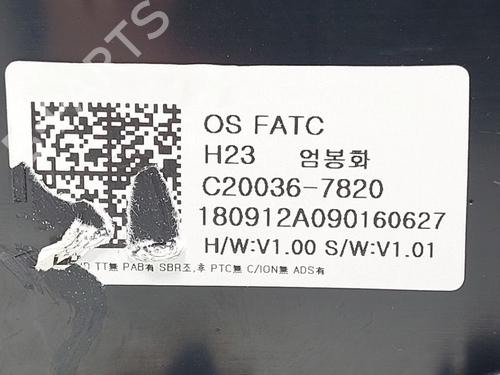 PARTS
OS FATC
H23 엄봉화
C20036-7820
180912A090160627
H/W:V1.00 S/W:V1.01
TT無 PAB有 SBR조,후 PTC無 C/ION無 ADS有